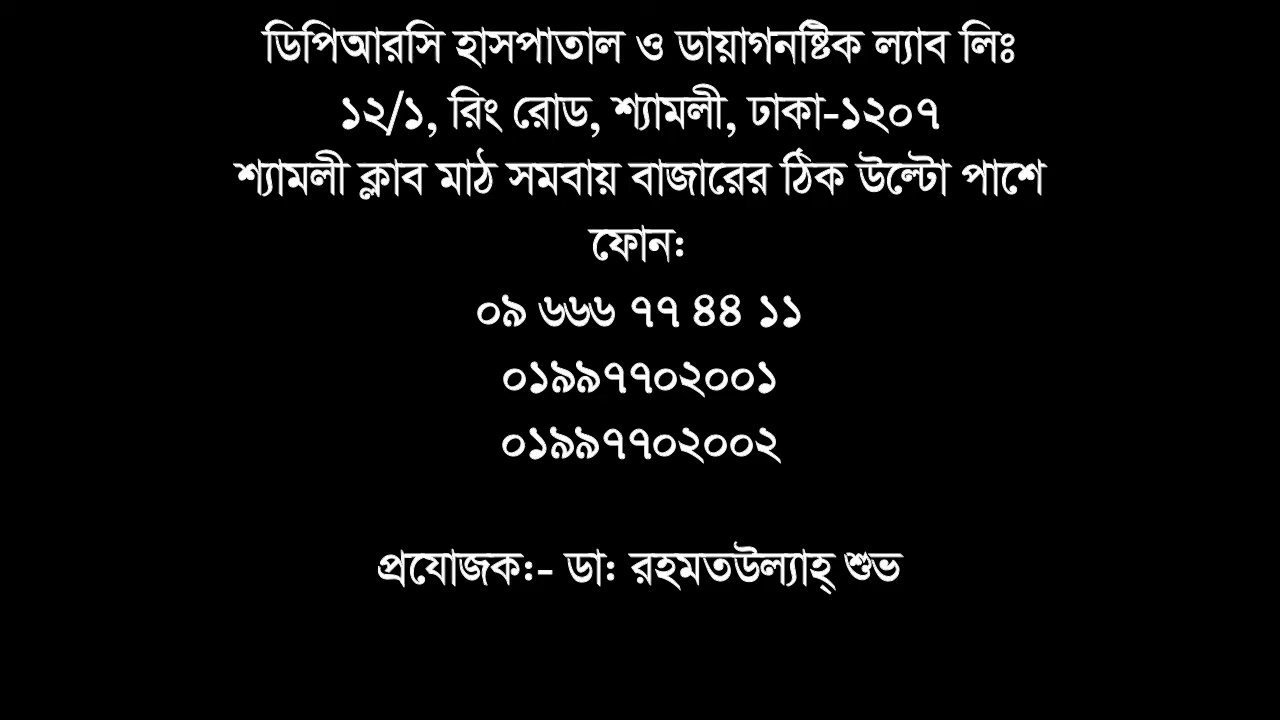 ডিপিআরসি হাসপাতাল ও ডায়াগনষ্টিক ল্যাব লিঃ
১২/১, রিং রোড, শ্যামলী, ঢাকা-১২০৭
শ্যামলী ক্লাব মাঠ সমবায় বাজারের ঠিক উল্টো পাশে
ফোন:
০৯ ৬৬৬ ৭৭ ৪৪ ১১
০১৯৯৭৭০২০০১
০১৯৯৭৭০২০০২
প্রযোজক:- ডা: রহমতউল্যাহ্ শুভ